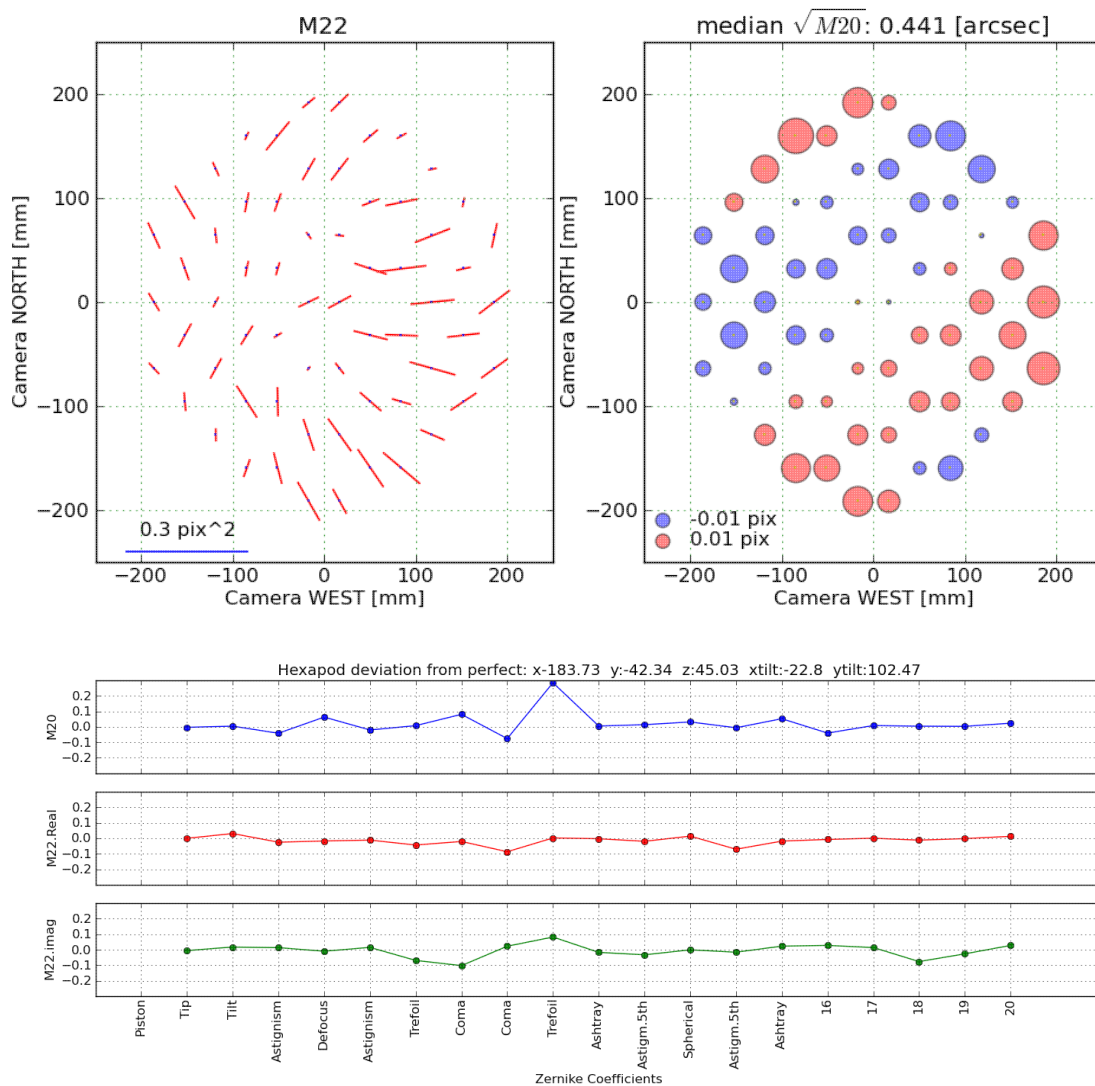 M22
median √M20: 0.441 [arcsec]
200
100
0
−100
−200
Camera NORTH [mm]
0.3 pix^2
−200 −100 0 100 200
Camera WEST [mm]
200
100
0
−100
−200
Camera NORTH [mm]
-0.01 pix
0.01 pix
−200 −100 0 100 200
Camera WEST [mm]
Hexapod deviation from perfect: x-183.73 y:-42.34 z:45.03 xtilt:-22.8 ytilt:102.47
M20
0.2
0.1
0.0
−0.1
−0.2
M22.Real
0.2
0.1
0.0
−0.1
−0.2
M22.imag
0.2
0.1
0.0
−0.1
−0.2
Piston
Tip
Tilt
Astignism
Defocus
Astignism
Trefoil
Coma
Coma
Trefoil
Ashtray
Astigm.5th
Spherical
Astigm.5th
Ashtray
16
17
18
19
20
Zernike Coefficients